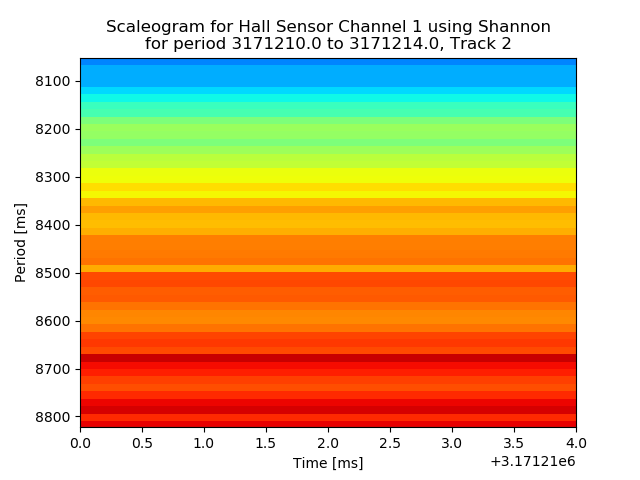 Scaleogram for Hall Sensor Channel 1 using Shannon
for period 3171210.0 to 3171214.0, Track 2
Period [ms]
8100
8200
8300
8400
8500
8600
8700
8800
0.0 0.5 1.0 1.5 2.0 2.5 3.0 3.5 4.0
Time [ms]
+3.17121e6